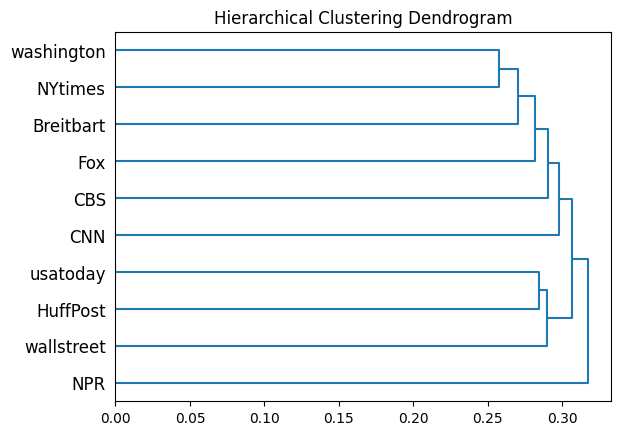 Hierarchical Clustering Dendrogram
washington
NYtimes
Breitbart
Fox
CBS
CNN
usatoday
HuffPost
wallstreet
NPR
0.00 0.05 0.10 0.15 0.20 0.25 0.30